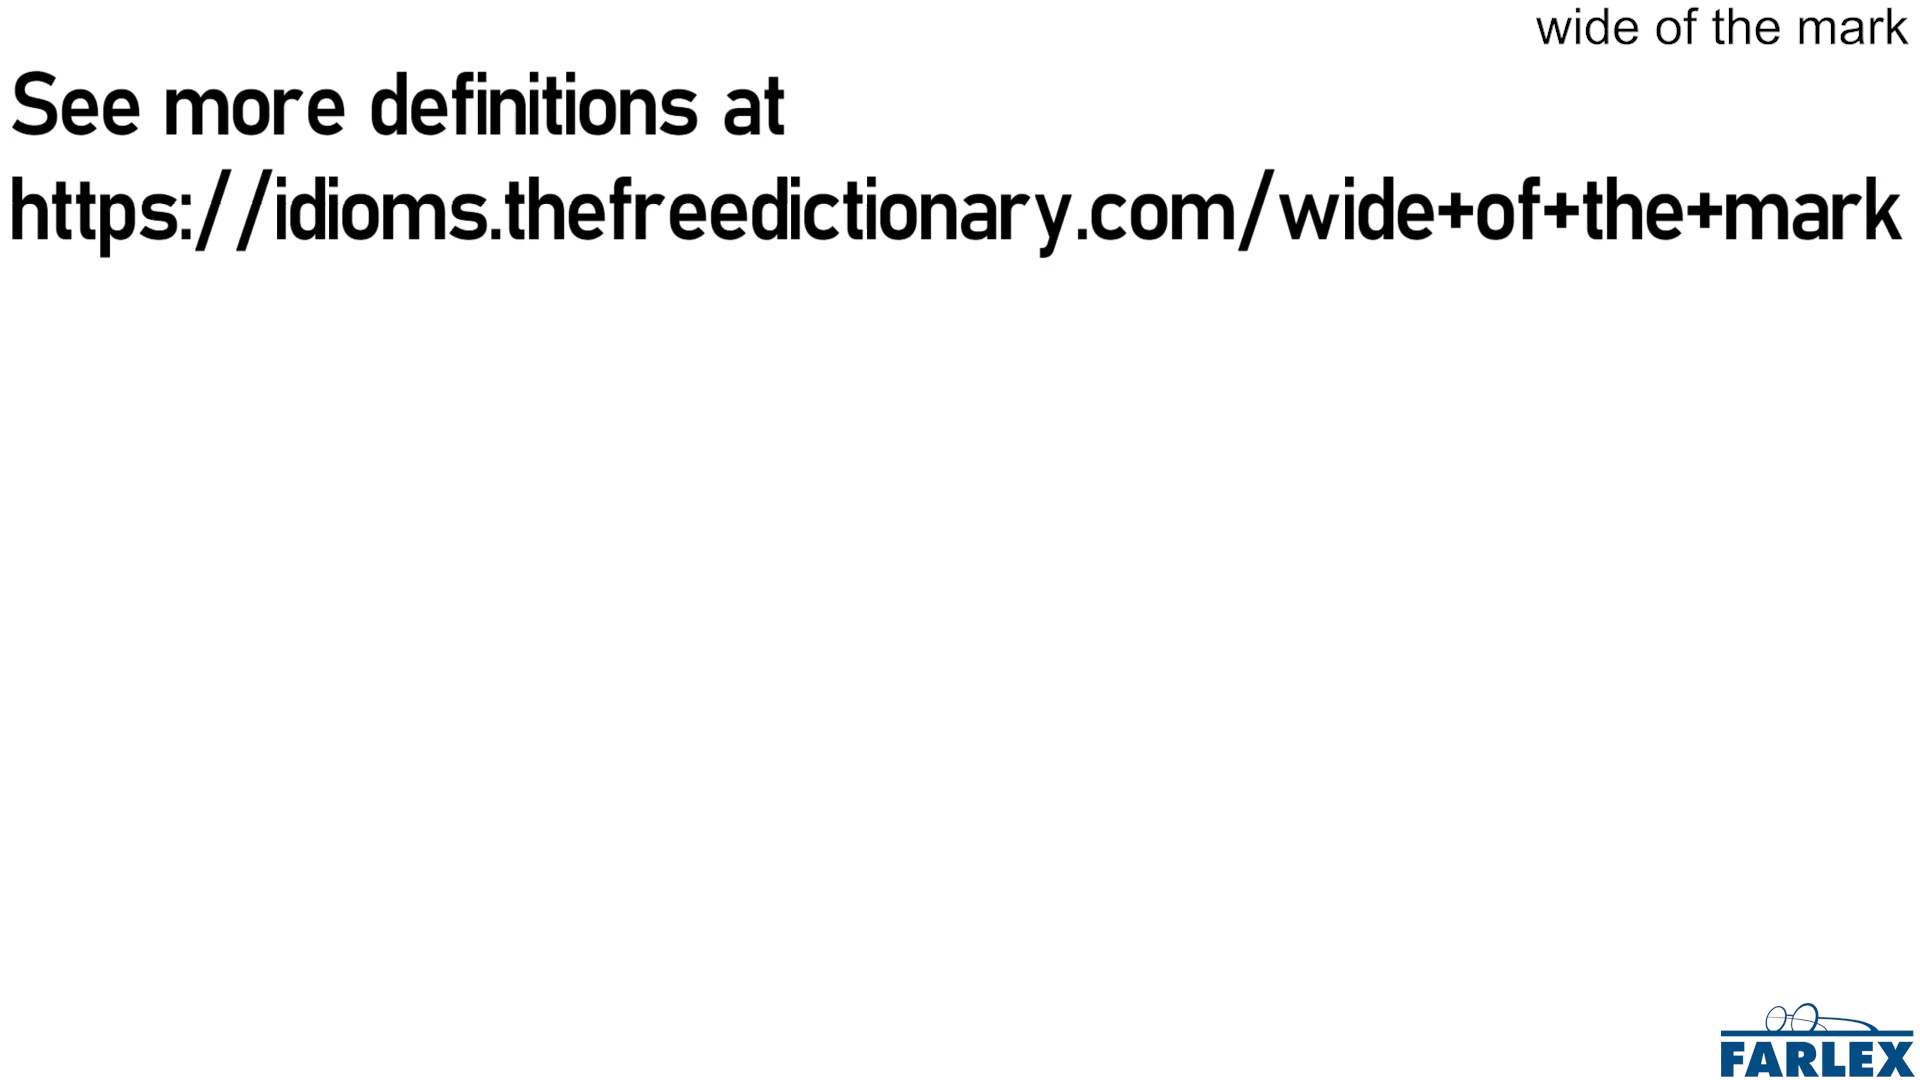 wide of the mark
See more definitions at
https://idioms.thefreedictionary.com/wide+of+the+mark
FARLEX